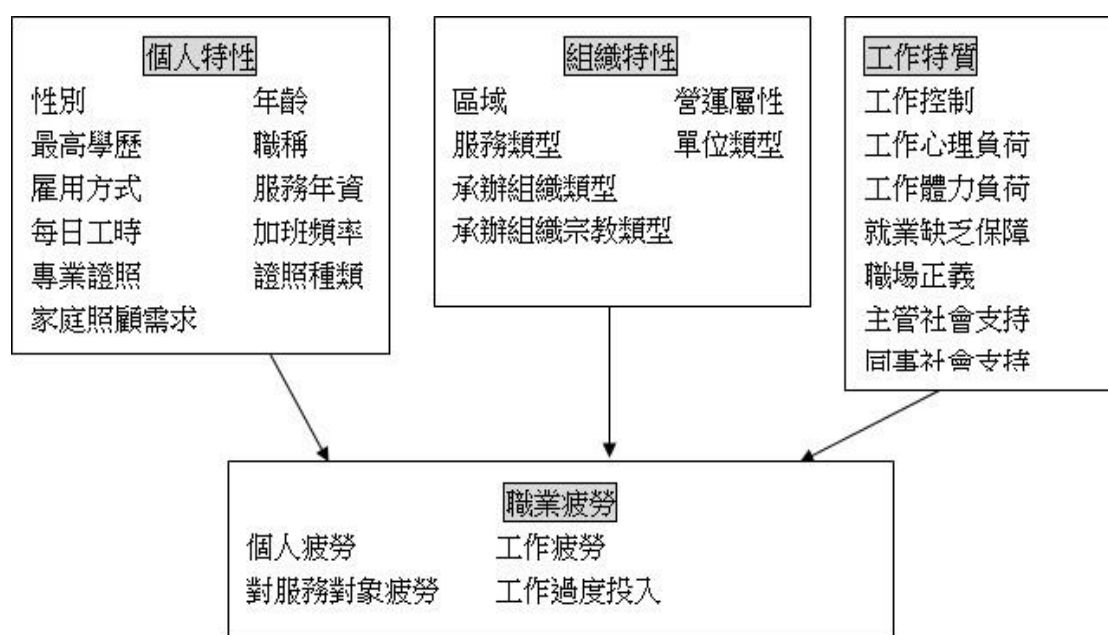 個人特性
性別 年齡
最高學歷 職稱
雇用方式 服務年資
每日工時 加班頻率
專業證照 證照種類
家庭照顧需求
組織特性
區域 營運屬性
服務類型 單位類型
承辦組織類型
承辦組織宗教類型
工作特質
工作控制
工作心理負荷
工作體力負荷
就業缺乏保障
職場正義
主管社會支持
同事社會支持
職業疲勞
個人疲勞 工作疲勞
對服務對象疲勞 工作過度投入